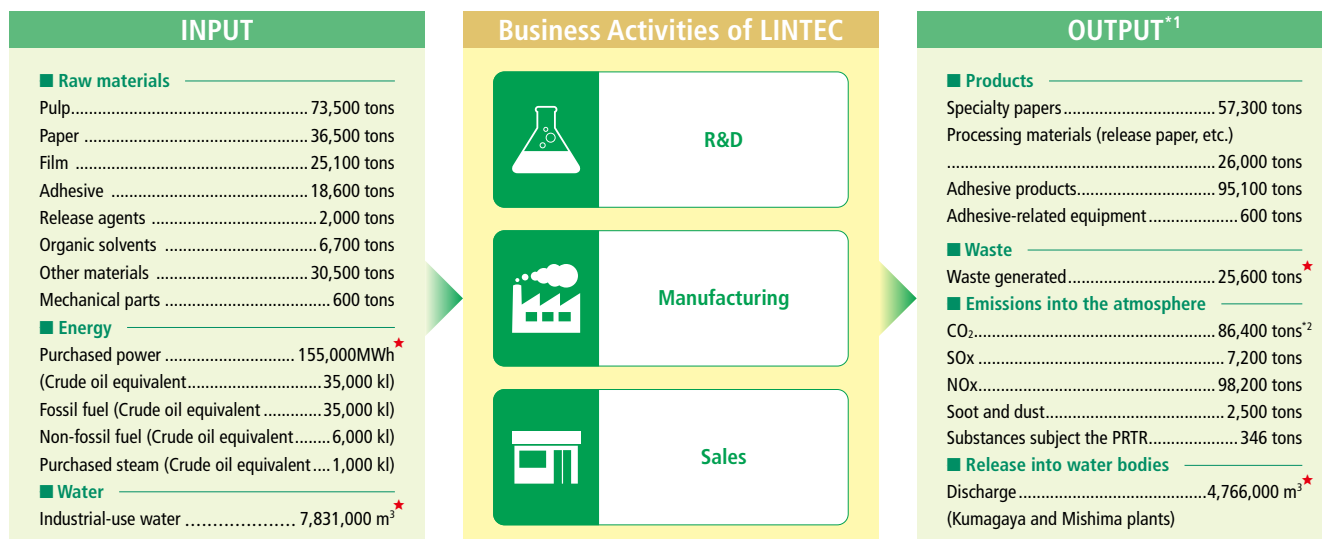 INPUT
■ Raw materials
Pulp.................................................... 73,500 tons
Paper .................................................. 36,500 tons
Film .................................................... 25,100 tons
Adhesive ............................................ 18,600 tons
Release agents .................................... 2,000 tons
Organic solvents .................................. 6,700 tons
Other materials .................................. 30,500 tons
Mechanical parts ..................................... 600 tons
■ Energy
Purchased power ............................. 155,000MWh★
(Crude oil equivalent.............................. 35,000 kl)
Fossil fuel (Crude oil equivalent ............. 35,000 kl)
Non-fossil fuel (Crude oil equivalent........ 6,000 kl)
Purchased steam (Crude oil equivalent .... 1,000 kl)
■ Water
Industrial-use water .................... 7,831,000 m³★
Business Activities of LINTEC
R&D
Manufacturing
Sales
OUTPUT*1
■ Products
Specialty papers ................................... 57,300 tons
Processing materials (release paper, etc.)
............................................................ 26,000 tons
Adhesive products............................... 95,100 tons
Adhesive-related equipment .................... 600 tons
■ Waste
Waste generated................................. 25,600 tons★
■ Emissions into the atmosphere
CO₂..................................................... 86,400 tons*2
SOx ...................................................... 7,200 tons
NOx.................................................... 98,200 tons
Soot and dust........................................ 2,500 tons
Substances subject the PRTR.................... 346 tons
■ Release into water bodies
Discharge ........................................ 4,766,000 m³★
(Kumagaya and Mishima plants)